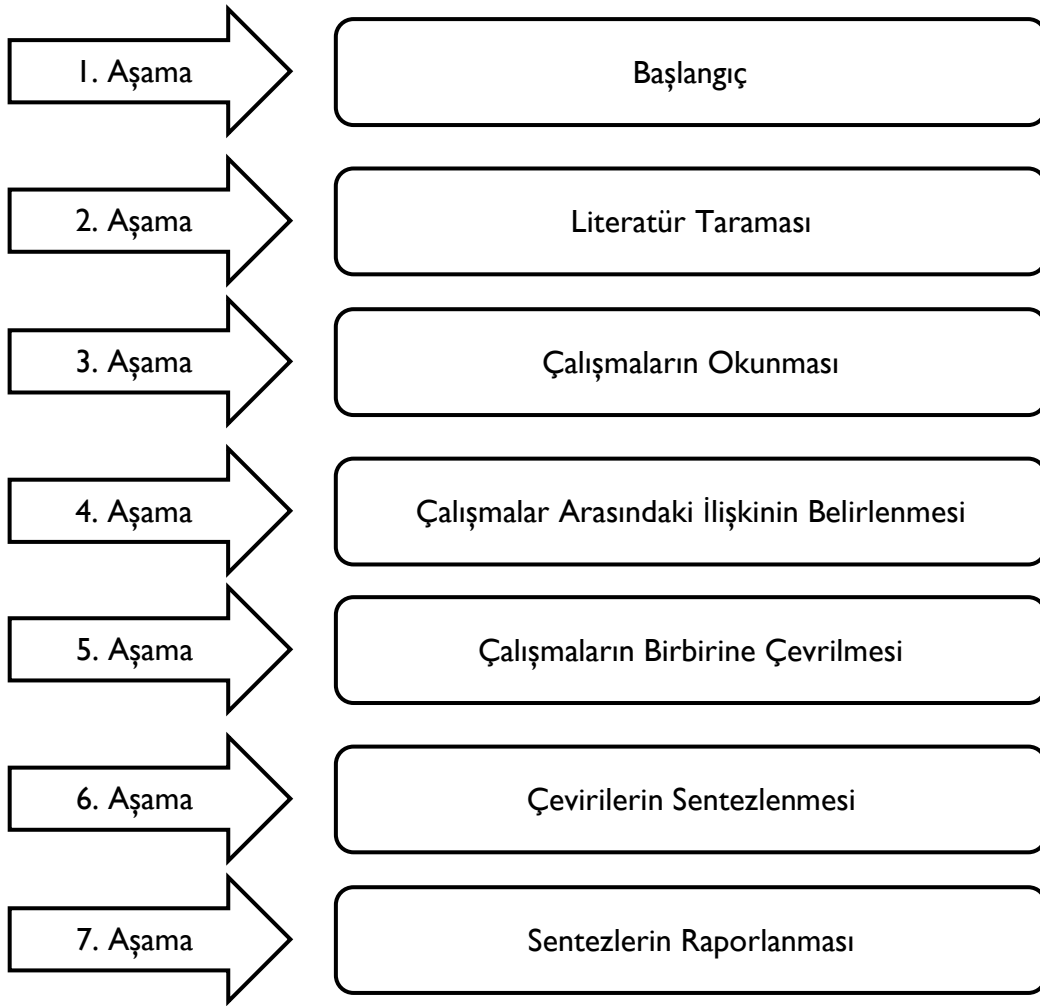 1. Aşama
Başlangıç
2. Aşama
Literatür Taraması
3. Aşama
Çalışmaların Okunması
4. Aşama
Çalışmalar Arasındaki İlişkinin Belirlenmesi
5. Aşama
Çalışmaların Birbirine Çevrilmesi
6. Aşama
Çevirilerin Sentezlenmesi
7. Aşama
Sentezlerin Raporlanması